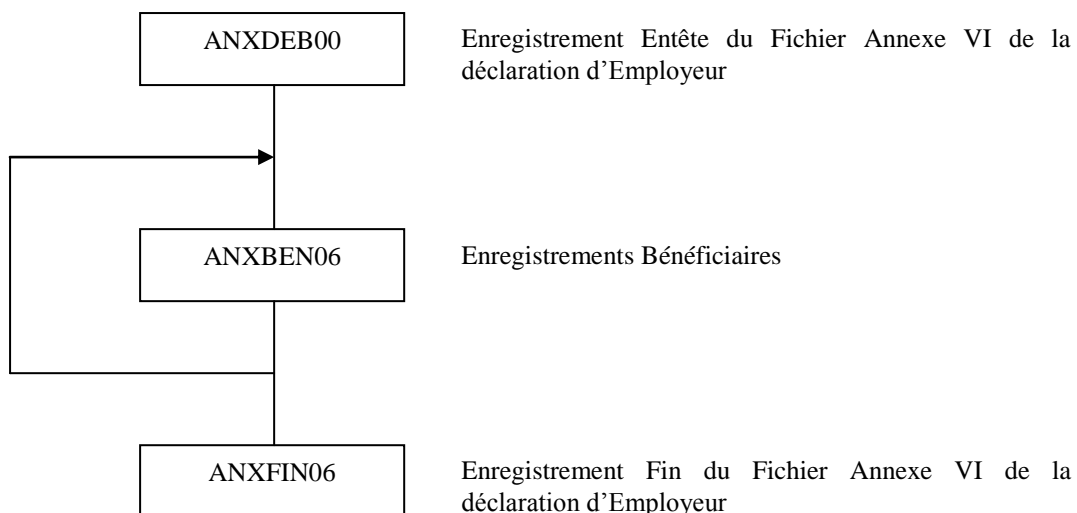 ANXDEB00
Enregistrement Entête du Fichier Annexe VI de la
déclaration d'Employeur
ANXBEN06
Enregistrements Bénéficiaires
ANXFIN06
Enregistrement Fin du Fichier Annexe VI de la
déclaration d'Employeur